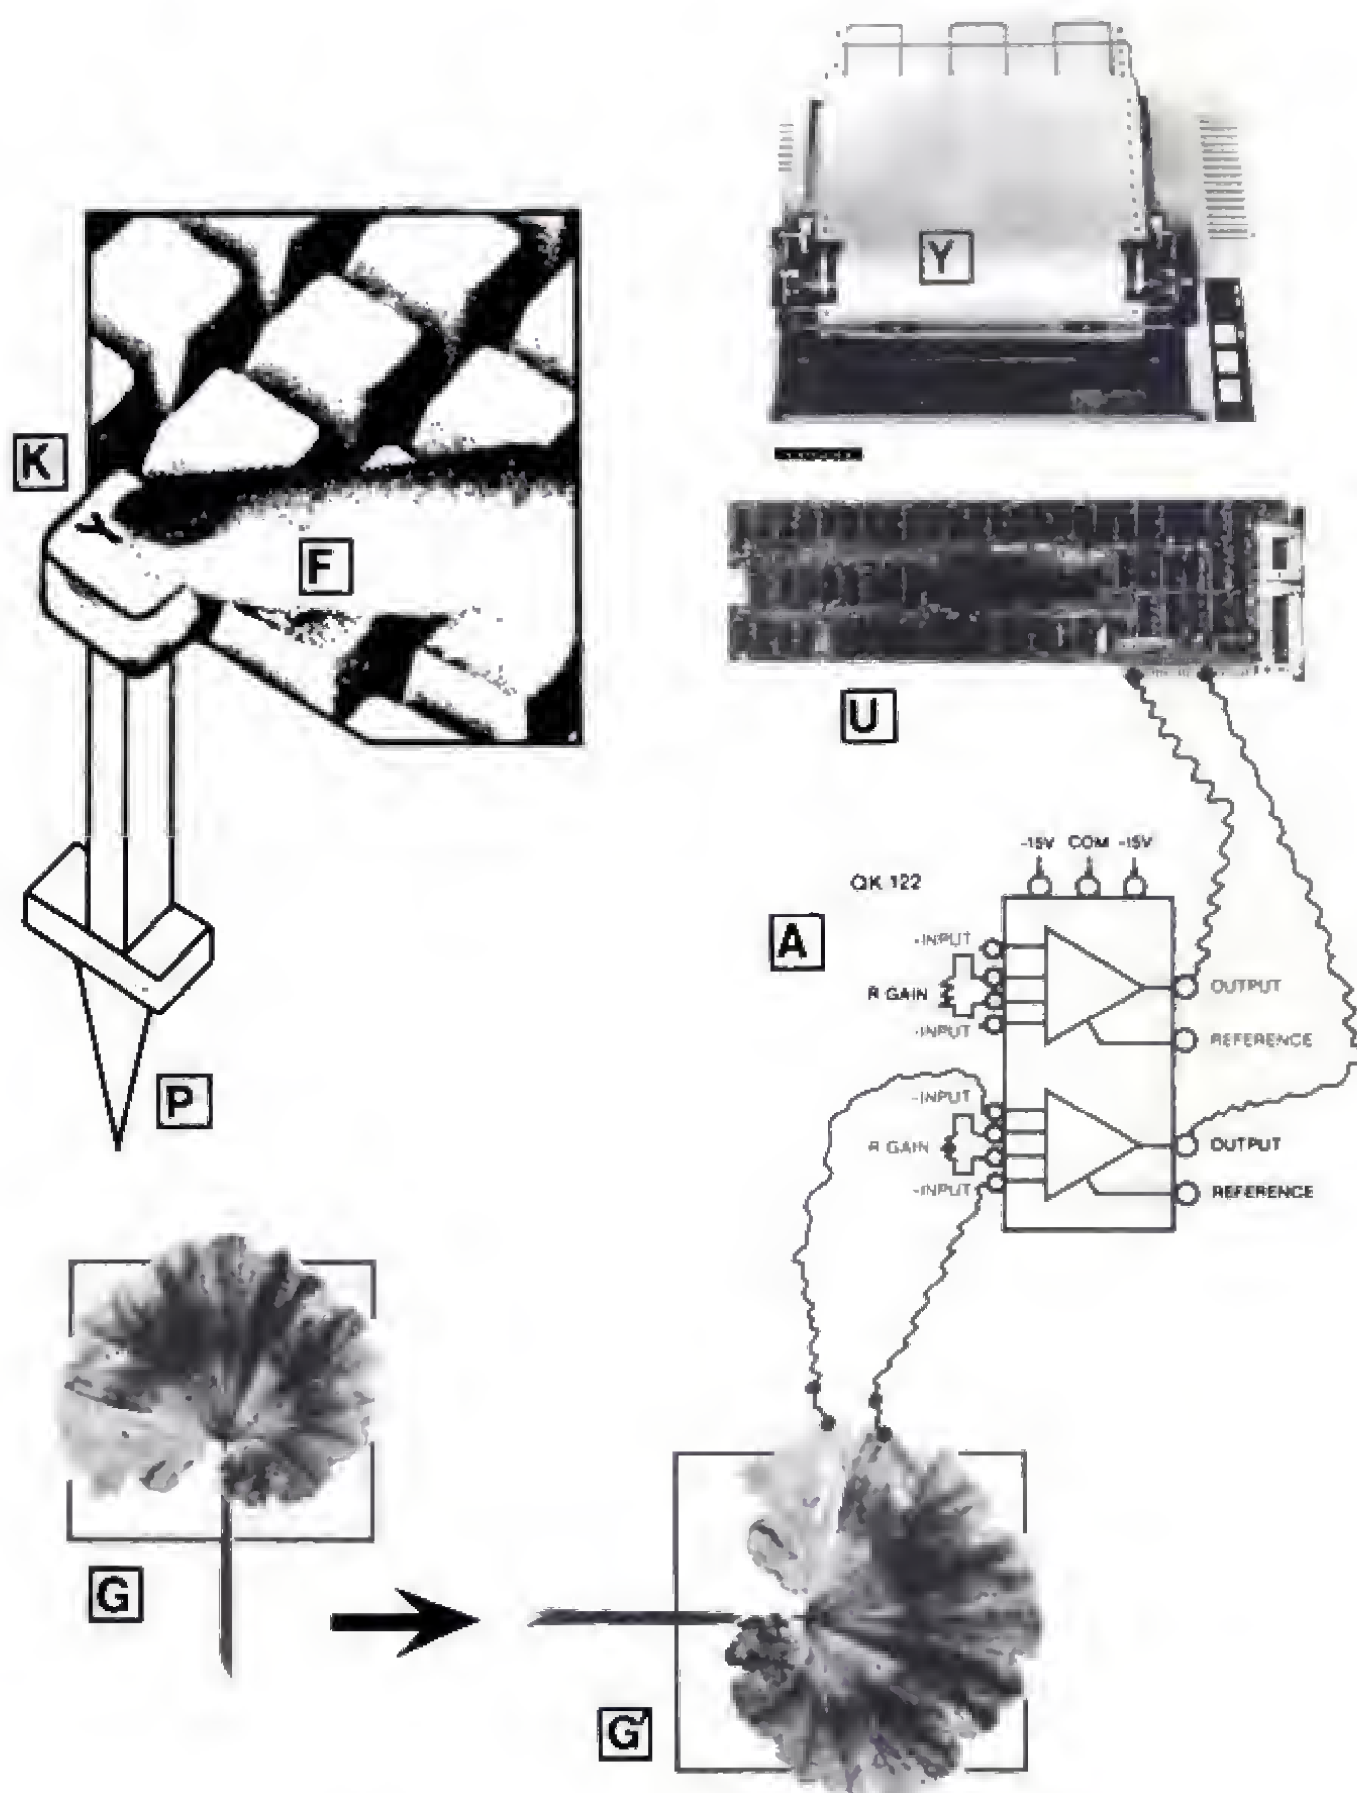 Y
K
Y
F
U
-15V COM -15V
QK 122
A
-INPUT
R GAIN
-INPUT
OUTPUT
REFERENCE
P
-INPUT
R GAIN
-INPUT
OUTPUT
REFERENCE
G
G'